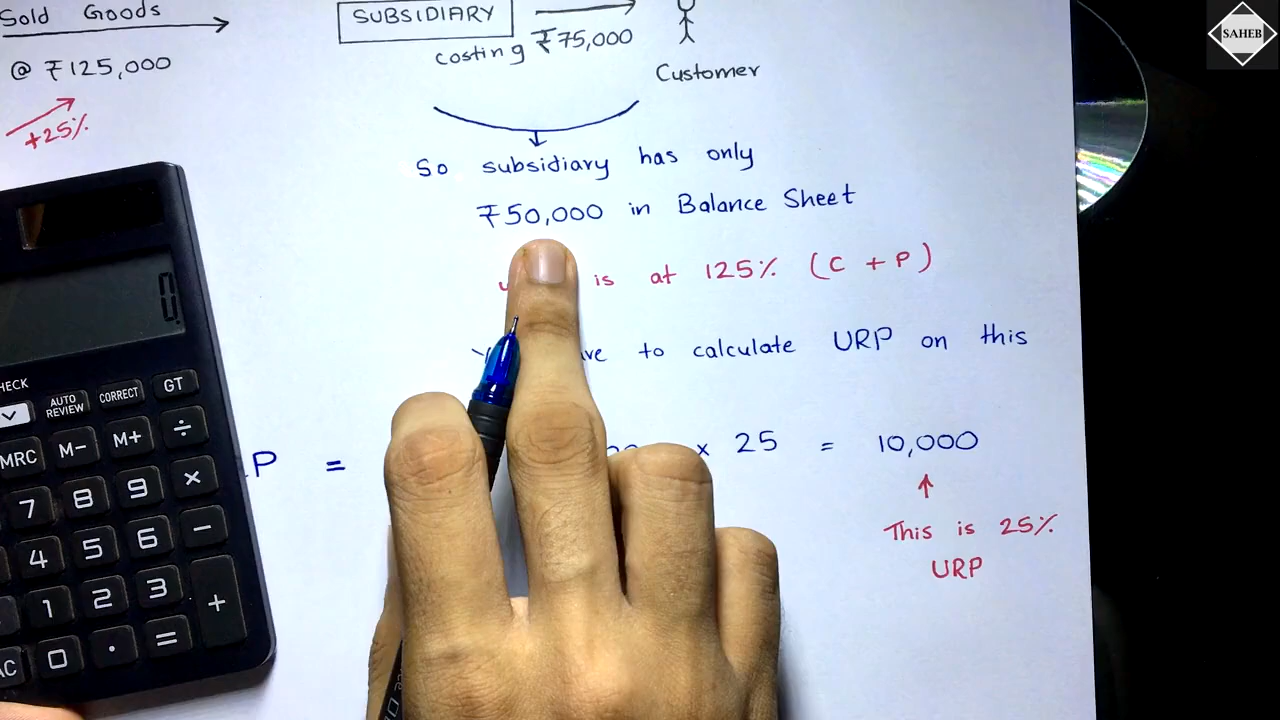 Sold Goods
@ ₹125,000
+25%
SUBSIDIARY
costing ₹75,000
Customer
So subsidiary has only
₹50,000 in Balance Sheet
is at 125% (C + P)
to calculate URP on this
P = x 25 = 10,000
This is 25%
URP
SAHEB
0.
AUTO REVIEW
CORRECT
GT
MRC M- M+ ÷
7 8 9 ×
4 5 6 −
1 2 3 +
0 . =